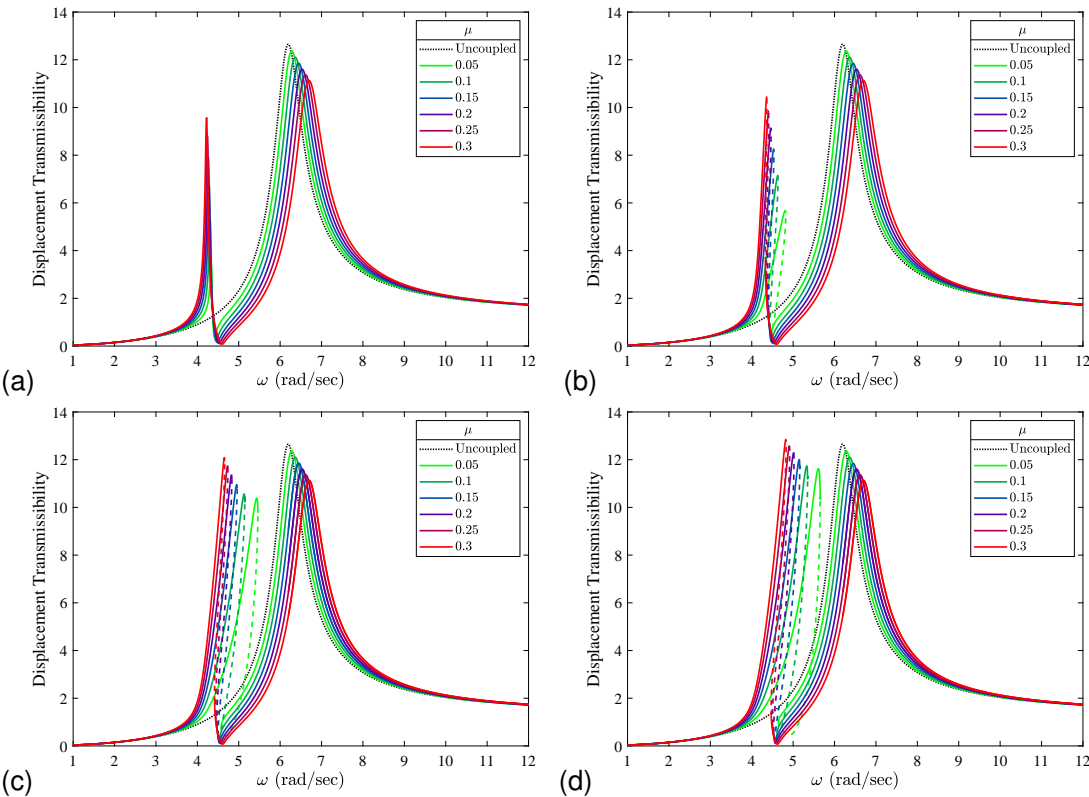 14
12
10
8
6
4
2
0
Displacement Transmissibility
μ
Uncoupled
0.05
0.1
0.15
0.2
0.25
0.3
1 2 3 4 5 6 7 8 9 10 11 12
ω (rad/sec)
(a)
14
12
10
8
6
4
2
0
Displacement Transmissibility
μ
Uncoupled
0.05
0.1
0.15
0.2
0.25
0.3
1 2 3 4 5 6 7 8 9 10 11 12
ω (rad/sec)
(b)
14
12
10
8
6
4
2
0
Displacement Transmissibility
μ
Uncoupled
0.05
0.1
0.15
0.2
0.25
0.3
1 2 3 4 5 6 7 8 9 10 11 12
ω (rad/sec)
(c)
14
12
10
8
6
4
2
0
Displacement Transmissibility
μ
Uncoupled
0.05
0.1
0.15
0.2
0.25
0.3
1 2 3 4 5 6 7 8 9 10 11 12
ω (rad/sec)
(d)